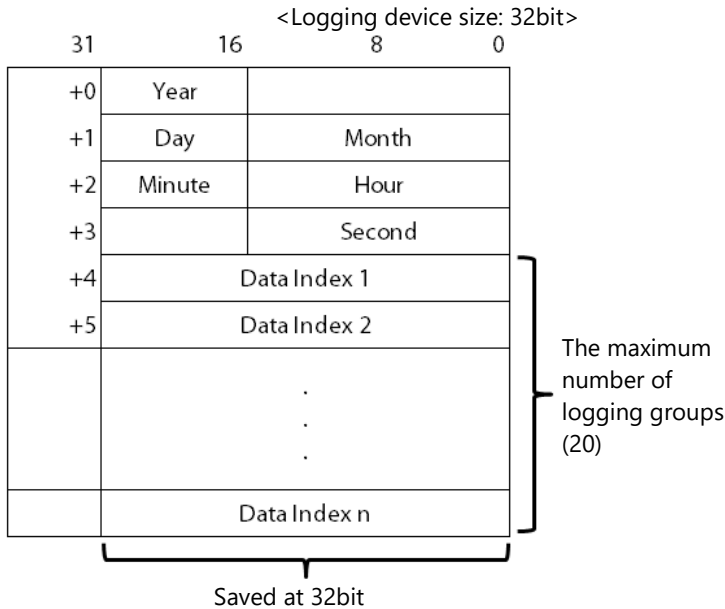 <Logging device size: 32bit>
31 16 8 0
+0 Year
+1 Day Month
+2 Minute Hour
+3 Second
+4 Data Index 1
+5 Data Index 2
.
.
.
Data Index n
The maximum
number of
logging groups
(20)
Saved at 32bit